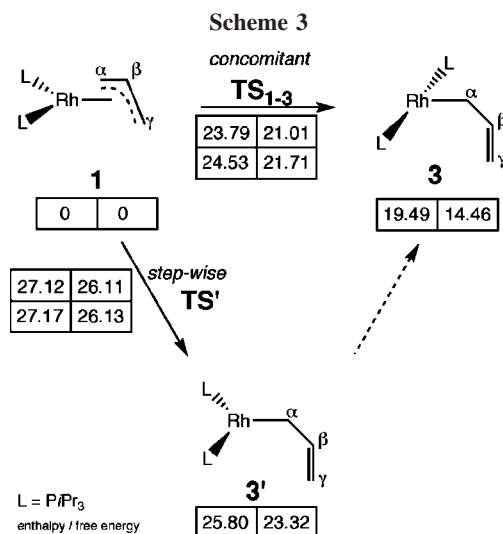 Scheme 3
concomitant
TS1-3
23.79 21.01
24.53 21.71
L
L
Rh
α
β
γ
1
0 0
L
L
Rh
α
β
γ
3
19.49 14.46
step-wise
TS'
27.12 26.11
27.17 26.13
L
L
Rh
α
β
γ
3'
25.80 23.32
L = PiPr3
enthalpy / free energy